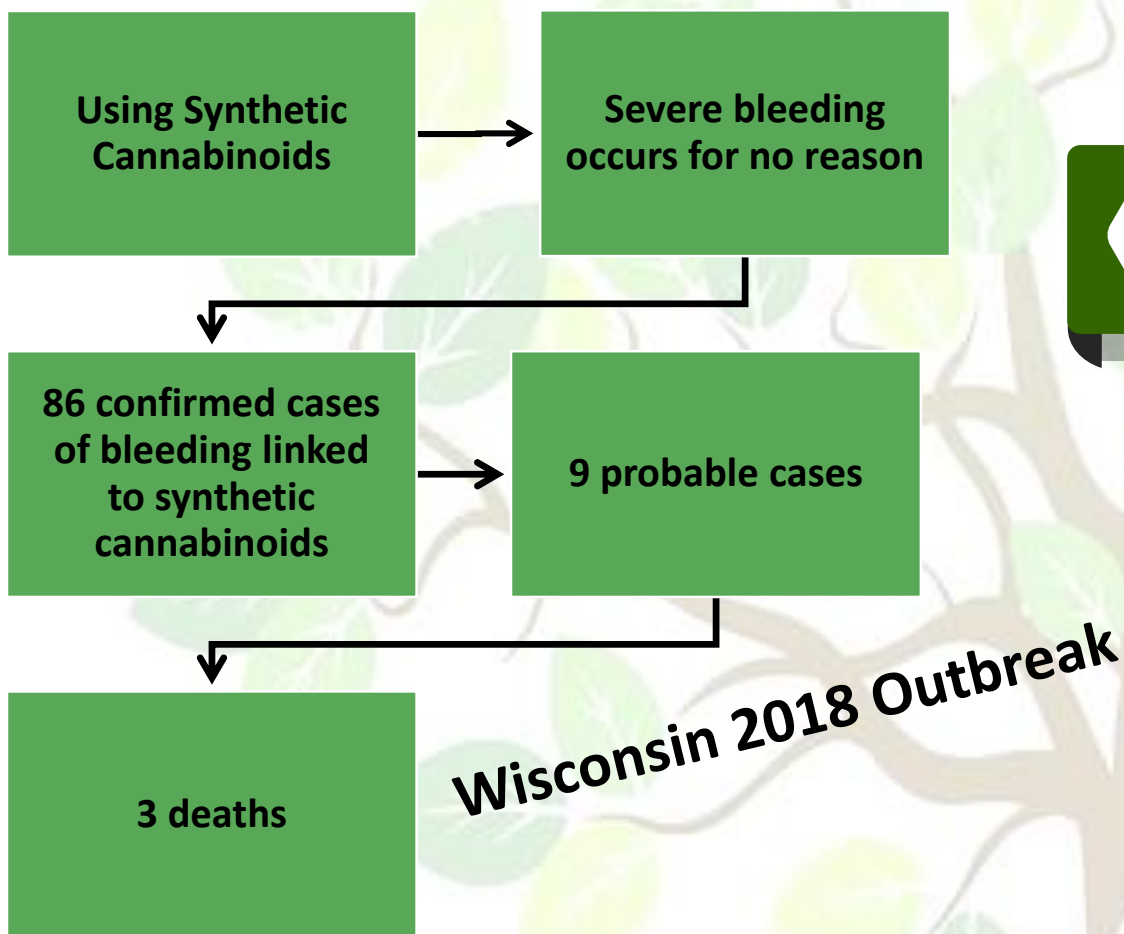 Using Synthetic
Cannabinoids
Severe bleeding
occurs for no reason
86 confirmed cases
of bleeding linked
to synthetic
cannabinoids
9 probable cases
3 deaths
Wisconsin 2018 Outbreak